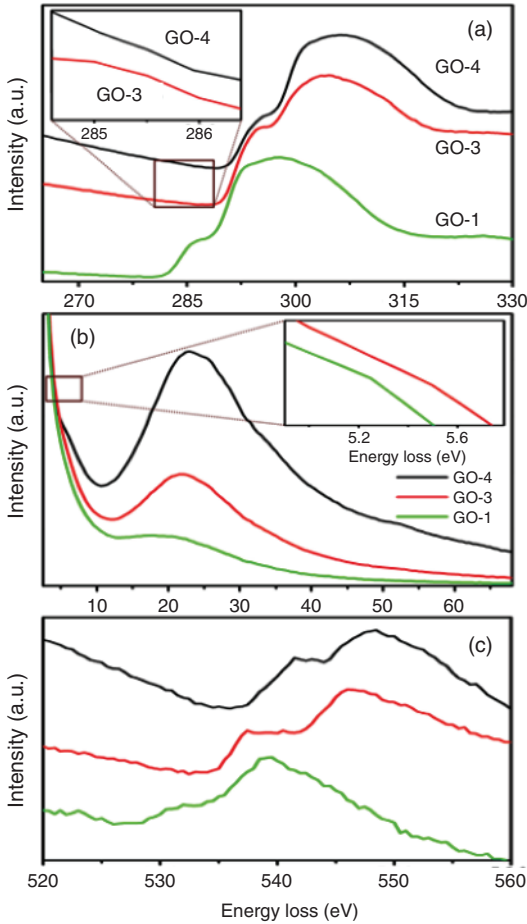 (a)
GO-4
GO-3
285 286
GO-4
GO-3
GO-1
Intensity (a.u.)
270 285 300 315 330
(b)
5.2 5.6
Energy loss (eV)
GO-4
GO-3
GO-1
Intensity (a.u.)
10 20 30 40 50 60
(c)
Intensity (a.u.)
520 530 540 550 560
Energy loss (eV)